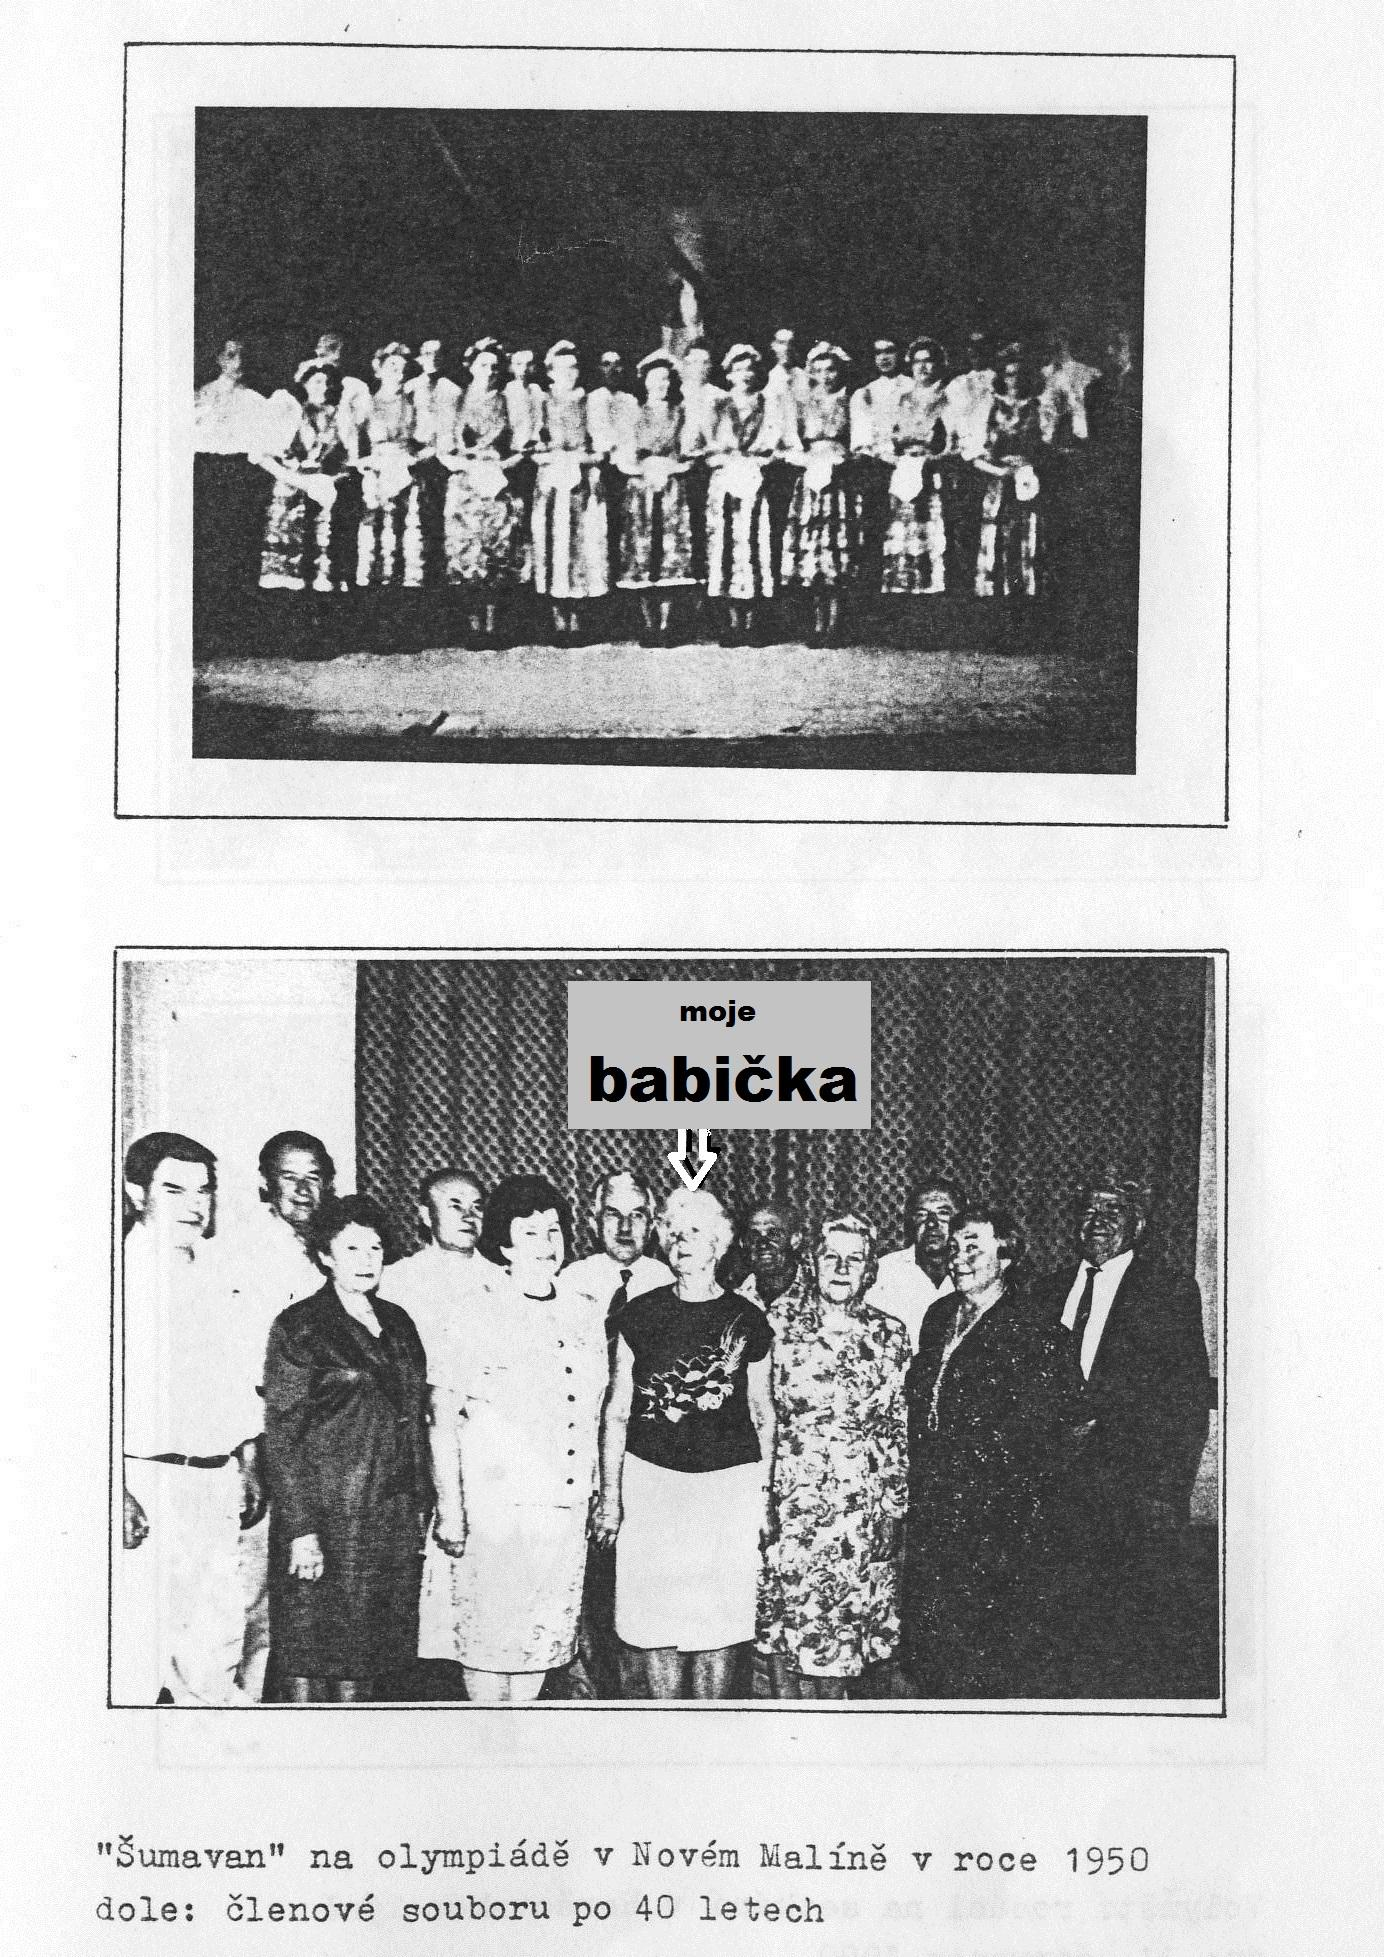 moje
babička
"Šumavan" na olympiádě v Novém Malíně v roce 1950
dole: členové souboru po 40 letech